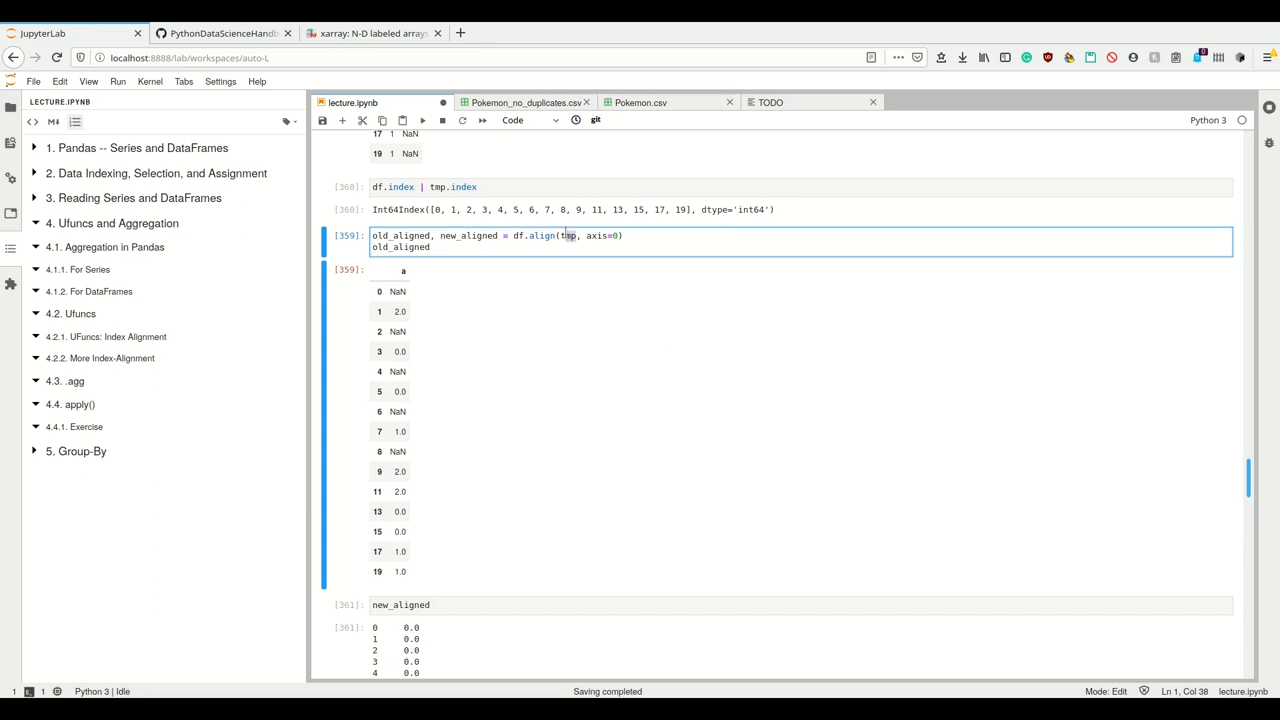 JupyterLab
PythonDataScienceHandb
xarray: N-D labeled arrays
localhost:8888/lab/workspaces/auto-L
File Edit View Run Kernel Tabs Settings Help
LECTURE.IPYNB
1. Pandas -- Series and DataFrames
2. Data Indexing, Selection, and Assignment
3. Reading Series and DataFrames
4. Ufuncs and Aggregation
4.1. Aggregation in Pandas
4.1.1. For Series
4.1.2. For DataFrames
4.2. Ufuncs
4.2.1. UFuncs: Index Alignment
4.2.2. More Index-Alignment
4.3. .agg
4.4. apply()
4.4.1. Exercise
5. Group-By
lecture.ipynb
Pokemon_no_duplicates.csv
Pokemon.csv
TODO
Code
git
Python 3
17 1 NaN
19 1 NaN
[360]: df.index | tmp.index
[360]: Int64Index([0, 1, 2, 3, 4, 5, 6, 7, 8, 9, 11, 13, 15, 17, 19], dtype='int64')
[359]: old_aligned, new_aligned = df.align(tmp, axis=0)
old_aligned
[359]: a
0 NaN
1 2.0
2 NaN
3 0.0
4 NaN
5 0.0
6 NaN
7 1.0
8 NaN
9 2.0
11 2.0
13 0.0
15 0.0
17 1.0
19 1.0
[361]: new_aligned
[361]: 0 0.0
1 0.0
2 0.0
3 0.0
4 0.0
1 1 Python 3 | Idle
Saving completed
Mode: Edit Ln 1, Col 38 lecture.ipynb